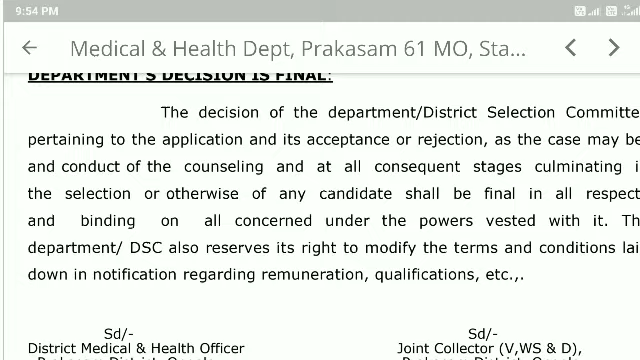 9:54 PM
Medical & Health Dept, Prakasam 61 MO, Sta...
DEPARTMENT'S DECISION IS FINAL:
The decision of the department/District Selection Committe
pertaining to the application and its acceptance or rejection, as the case may be
and conduct of the counseling and at all consequent stages culminating i
the selection or otherwise of any candidate shall be final in all respect
and binding on all concerned under the powers vested with it. Th
department/ DSC also reserves its right to modify the terms and conditions lai
down in notification regarding remuneration, qualifications, etc.,.
Sd/- Sd/-
District Medical & Health Officer Joint Collector (V,WS & D),